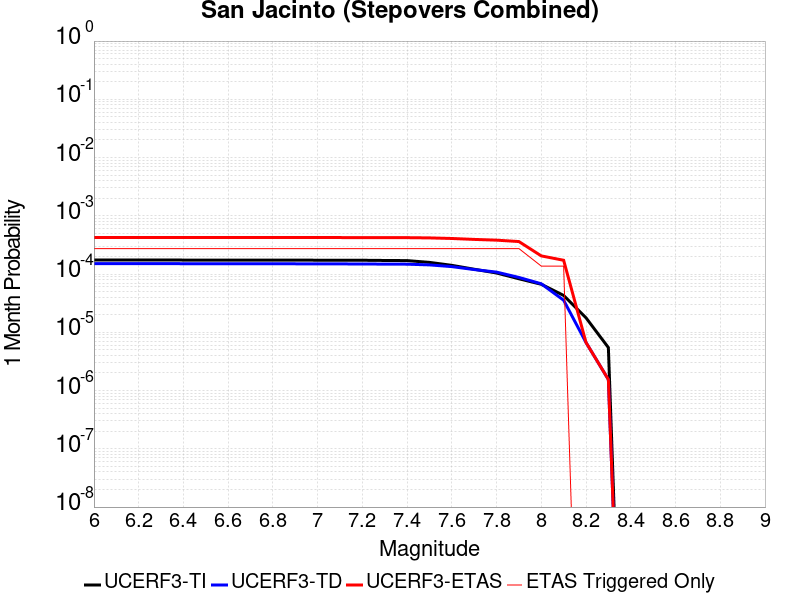 San Jacinto (Stepovers Combined)
10^0
10^-1
10^-2
10^-3
10^-4
10^-5
10^-6
10^-7
10^-8
1 Month Probability
6 6.2 6.4 6.6 6.8 7 7.2 7.4 7.6 7.8 8 8.2 8.4 8.6 8.8 9
Magnitude
UCERF3-TI UCERF3-TD UCERF3-ETAS ETAS Triggered Only